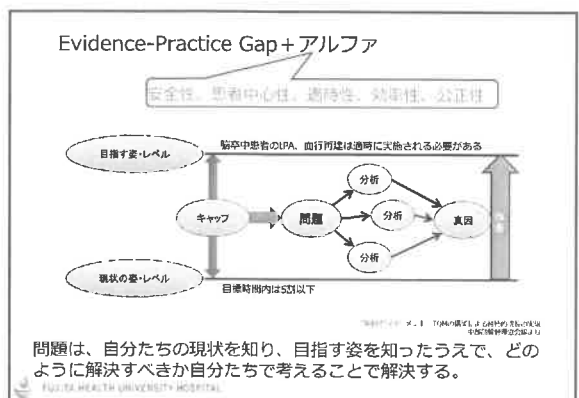 Evidence-Practice Gap+アルファ
安全性、患者中心性、適時性、効率性、公正性
脳卒中患者のtPA、血行再建は適時に実施される必要がある
目指す姿・レベル
分析
ギャップ
問題
分析
真因
分析
現状の姿・レベル
目標時間内は5割以下
問題は、自分たちの現状を知り、目指す姿を知ったうえで、どの
ように解決すべきか自分たちで考えることで解決する。
FUJITA HEALTH UNIVERSITY HOSPITAL